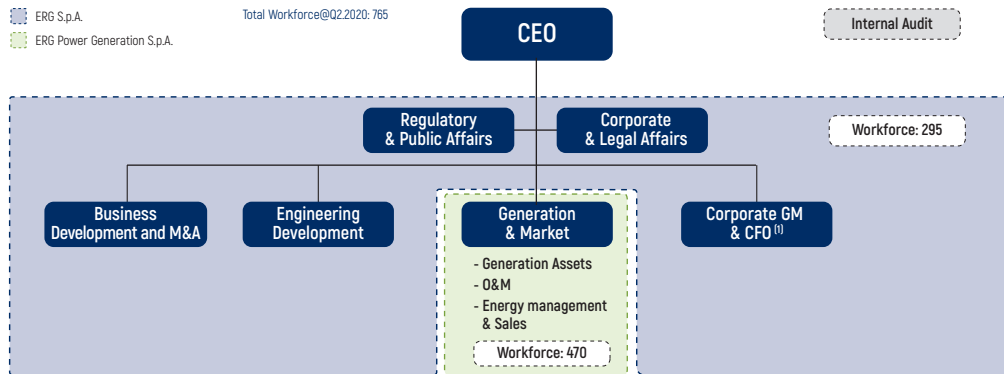 ERG S.p.A.
Total Workforce@Q2.2020: 765
ERG Power Generation S.p.A.
CEO
Internal Audit
Regulatory
& Public Affairs
Corporate
& Legal Affairs
Workforce: 295
Business
Development and M&A
Engineering
Development
Generation
& Market
Corporate GM
& CFO (1)
- Generation Assets
- O&M
- Energy management
& Sales
Workforce: 470